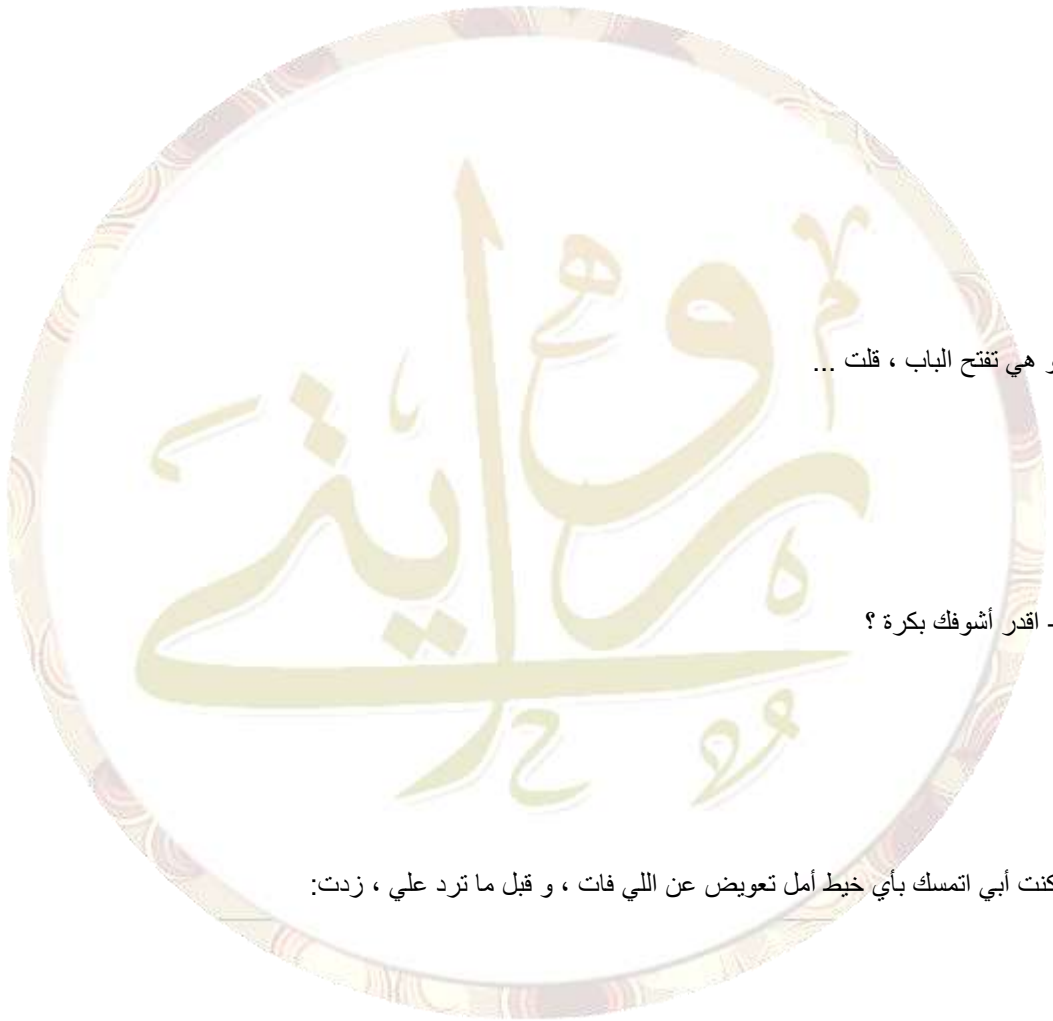 و هي تفتح الباب ، قلت ...
- اقدر أشوفك بكرة ؟
كنت أبي اتمسك بأي خيط أمل تعويض عن اللي فات ، و قبل ما ترد علي ، زدت:
روايتي